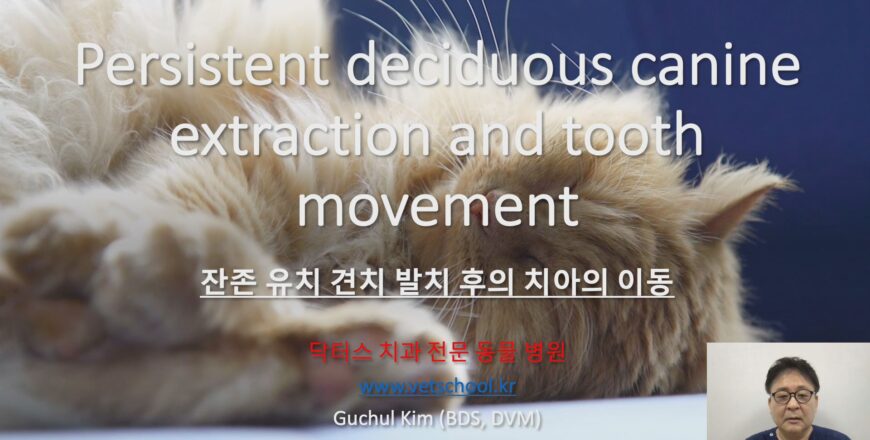 Persistent deciduous canine
extraction and tooth
movement
잔존 유치 견치 발치 후의 치아의 이동
닥터스 치과 전문 동물 병원
www.vetschool.kr
Guchul Kim (BDS, DVM)